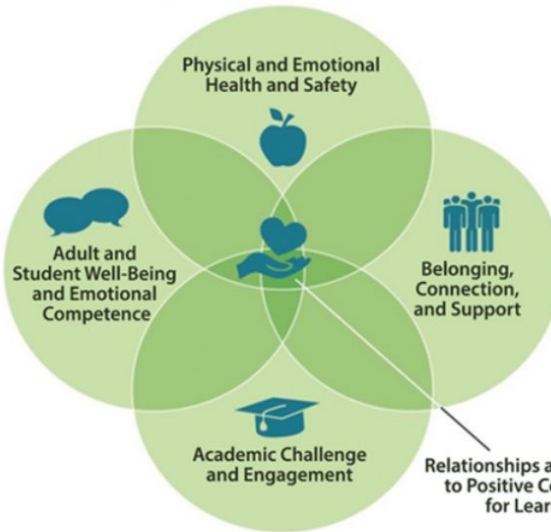 Physical and Emotional
Health and Safety
Adult and
Student Well-Being
and Emotional
Competence
Belonging,
Connection,
and Support
Academic Challenge
and Engagement
Relationships
to Positive
for